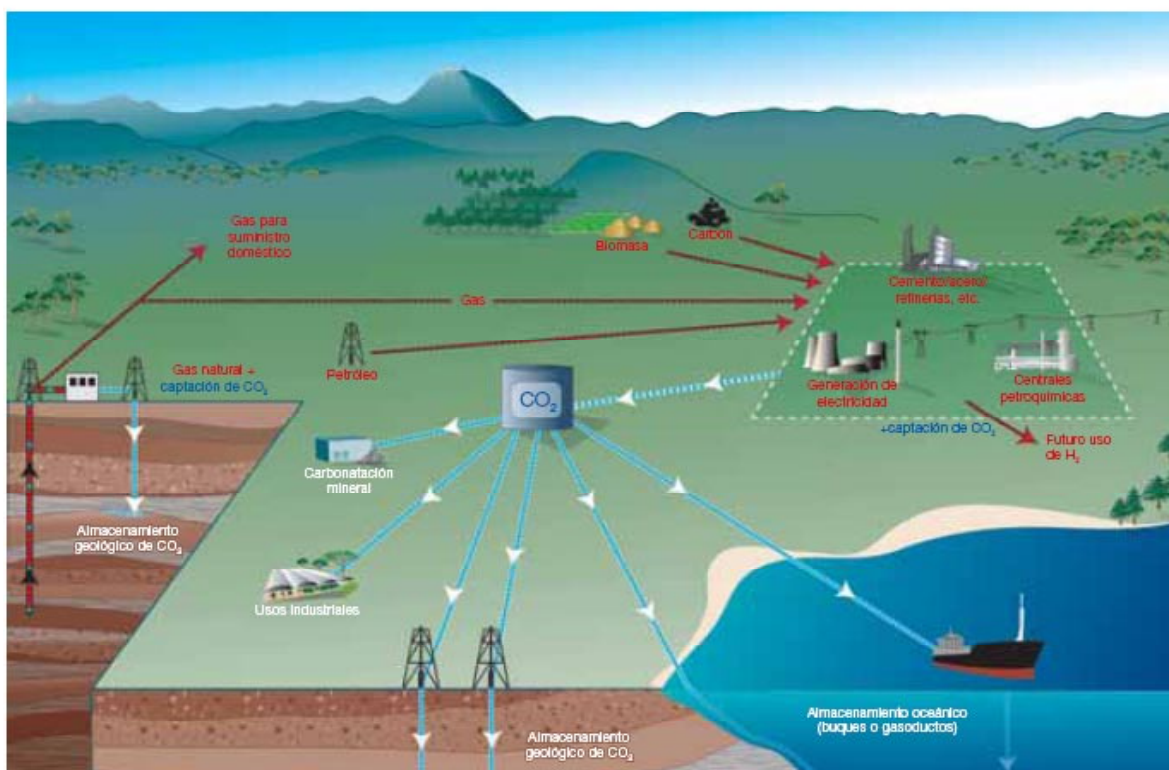 Gas para
suministro
doméstico
Biomasa
Carbón
Cemento/acero/
refinerías, etc.
Gas
Gas natural +
captación de CO₂
Petróleo
Generación de
electricidad
Centrales
petroquímicas
+captación de CO₂
Futuro uso
de H₂
CO₂
Carbonatación
mineral
Almacenamiento
geológico de CO₂
Usos industriales
Almacenamiento oceánico
(buques o gasoductos)
Almacenamiento
geológico de CO₂